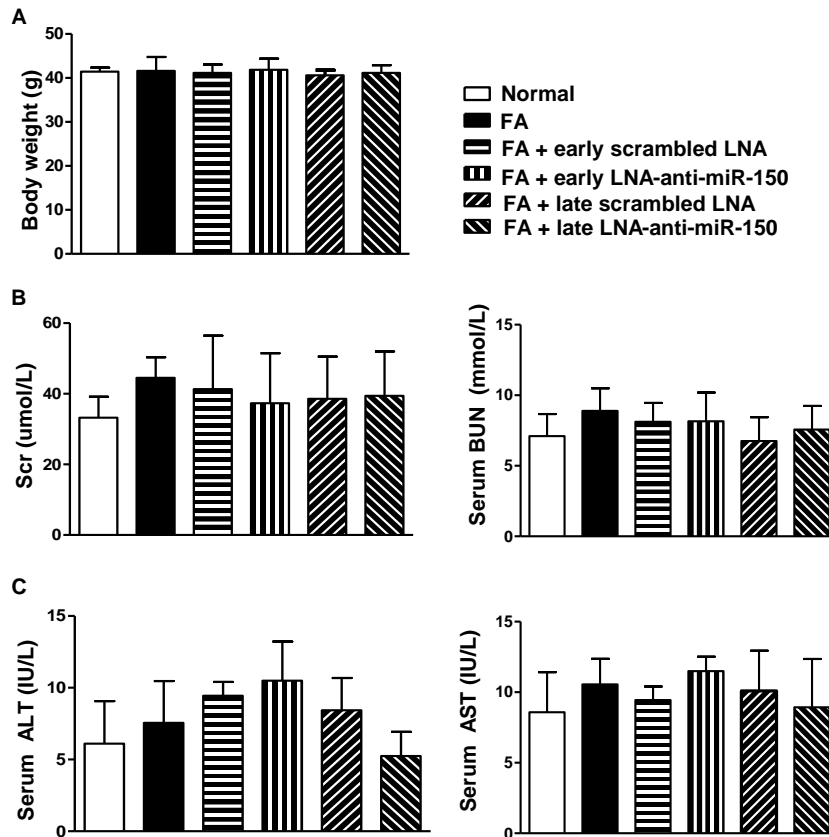 A
Body weight (g)
50
40
30
20
10
0
Normal
FA
FA + early scrambled LNA
FA + early LNA-anti-miR-150
FA + late scrambled LNA
FA + late LNA-anti-miR-150
B
Scr (umol/L)
60
40
20
0
Serum BUN (mmol/L)
15
10
5
0
C
Serum ALT (IU/L)
15
10
5
0
Serum AST (IU/L)
15
10
5
0